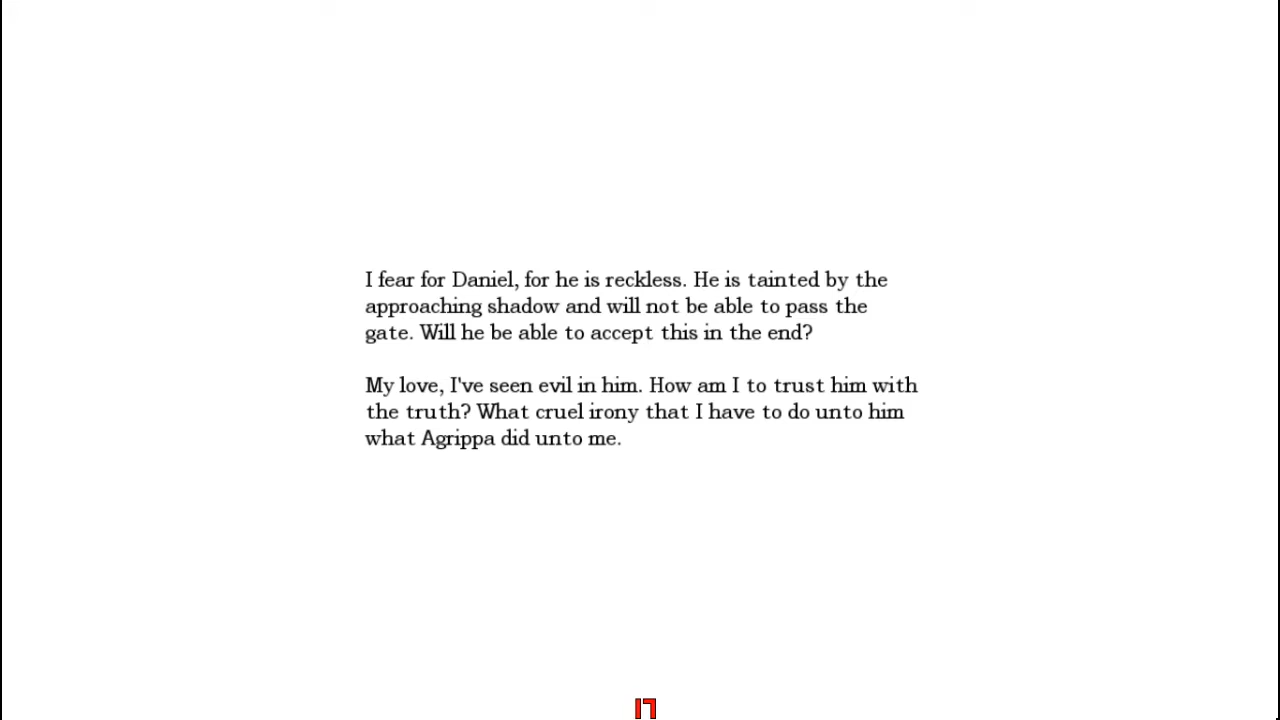 I fear for Daniel, for he is reckless. He is tainted by the
approaching shadow and will not be able to pass the
gate. Will he be able to accept this in the end?
My love, I've seen evil in him. How am I to trust him with
the truth? What cruel irony that I have to do unto him
what Agrippa did unto me.
17